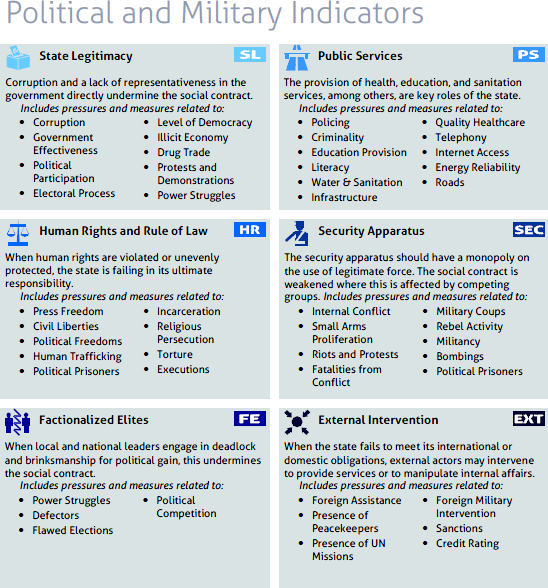 Political and Military Indicators
State Legitimacy SL
Corruption and a lack of representativeness in the
government directly undermine the social contract.
Includes pressures and measures related to:
• Corruption
• Government
Effectiveness
• Political
Participation
• Electoral Process
• Level of Democracy
• Illicit Economy
• Drug Trade
• Protests and
Demonstrations
• Power Struggles
Public Services PS
The provision of health, education, and sanitation
services, among others, are key roles of the state.
Includes pressures and measures related to:
• Policing
• Criminality
• Education Provision
• Literacy
• Water & Sanitation
• Infrastructure
• Quality Healthcare
• Telephony
• Internet Access
• Energy Reliability
• Roads
Human Rights and Rule of Law HR
When human rights are violated or unevenly
protected, the state is failing in its ultimate
responsibility.
Includes pressures and measures related to:
• Press Freedom
• Civil Liberties
• Political Freedoms
• Human Trafficking
• Political Prisoners
• Incarceration
• Religious
Persecution
• Torture
• Executions
Security Apparatus SEC
The security apparatus should have a monopoly on
the use of legitimate force. The social contract is
weakened where this is affected by competing
groups. Includes pressures and measures related to:
• Internal Conflict
• Small Arms
Proliferation
• Riots and Protests
• Fatalities from
Conflict
• Military Coups
• Rebel Activity
• Militancy
• Bombings
• Political Prisoners
Factionalized Elites FE
When local and national leaders engage in deadlock
and brinksmanship for political gain, this undermines
the social contract.
Includes pressures and measures related to:
• Power Struggles
• Defectors
• Flawed Elections
• Political
Competition
External Intervention EXT
When the state fails to meet its international or
domestic obligations, external actors may intervene
to provide services or to manipulate internal affairs.
Includes pressures and measures related to:
• Foreign Assistance
• Presence of
Peacekeepers
• Presence of UN
Missions
• Foreign Military
Intervention
• Sanctions
• Credit Rating